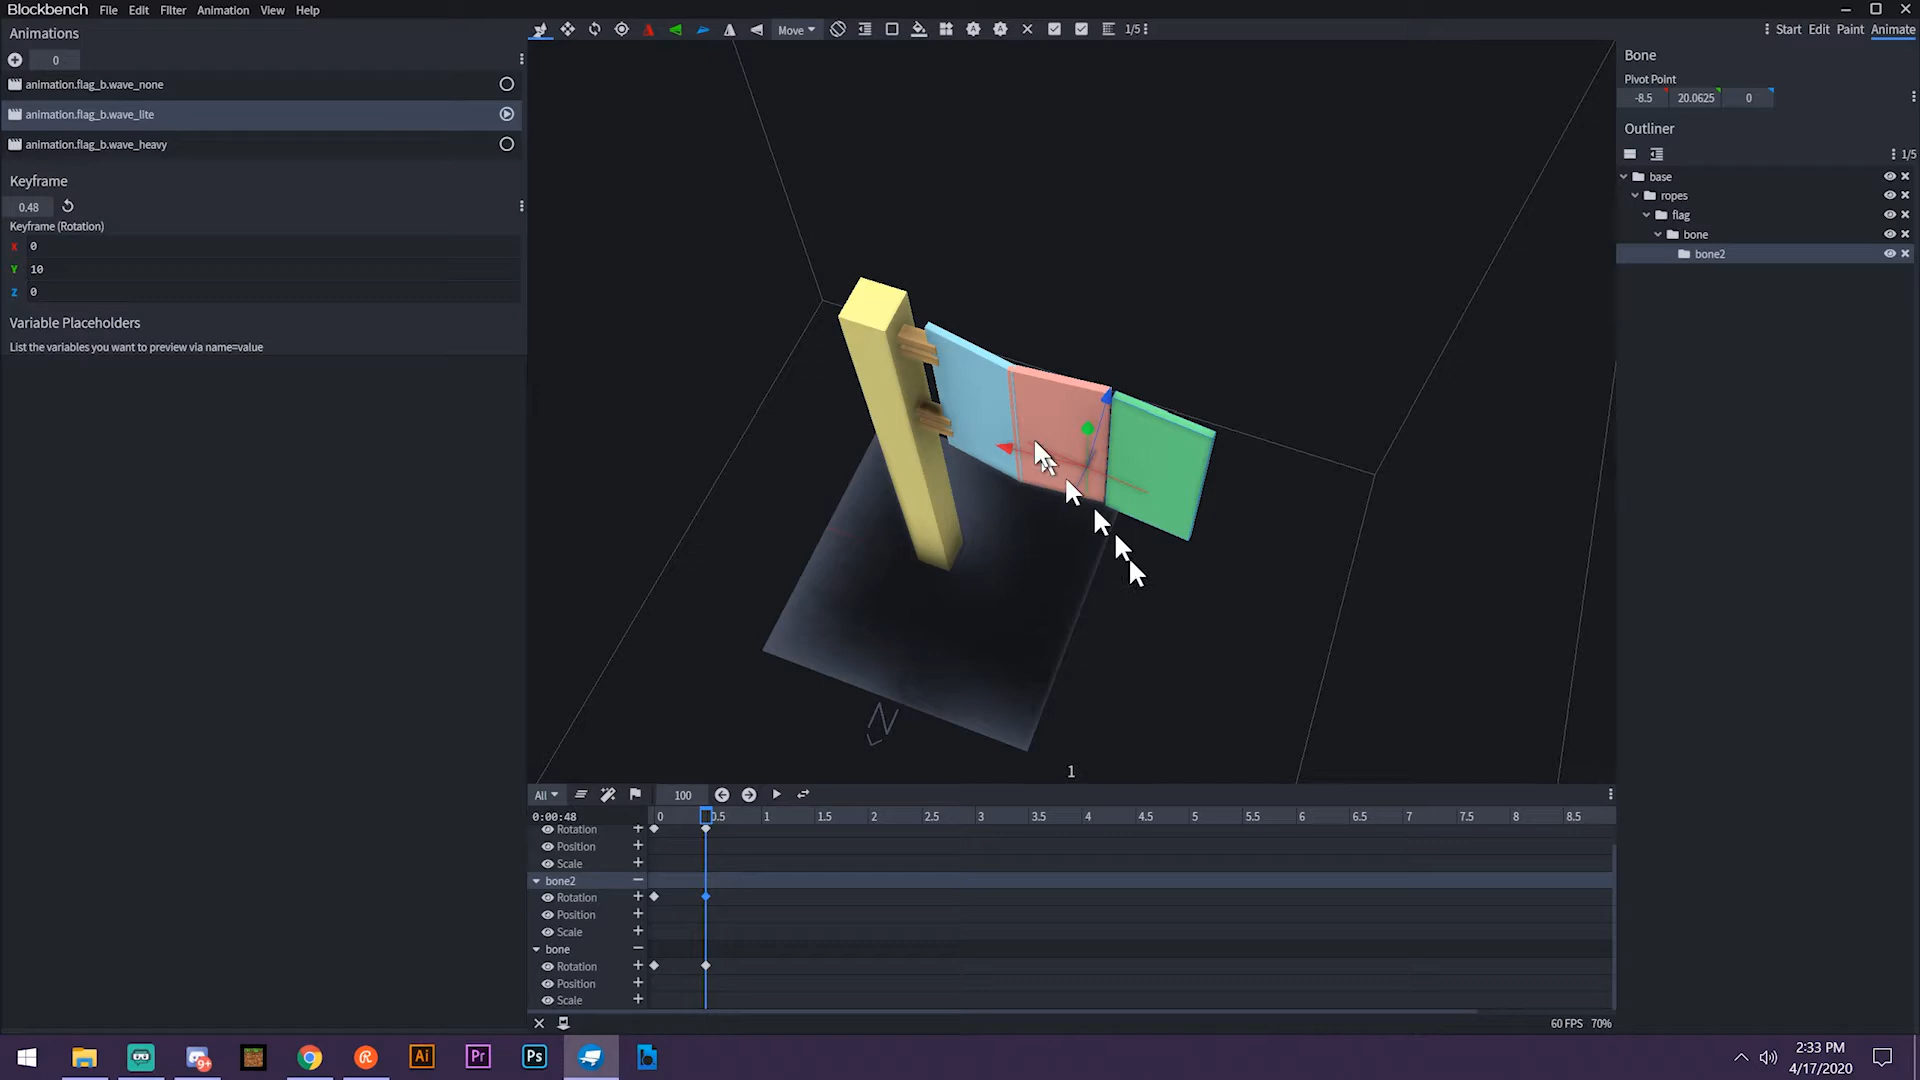 Blockbench File Edit Filter Animation View Help
Animations
0
animation.flag_b.wave_none
animation.flag_b.wave_lite
animation.flag_b.wave_heavy
Keyframe
0.48
Keyframe (Rotation)
X 0
Y 10
Z 0
Variable Placeholders
List the variables you want to preview via name=value
Move 1/5
Start Edit Paint Animate
Bone
Pivot Point
-8.5 20.0625 0
Outliner
1/5
base
ropes
flag
bone
bone2
N
1
All 100
0:00:48 0 0.5 1 1.5 2 2.5 3 3.5 4 4.5 5 5.5 6 6.5 7 7.5 8 8.5
Rotation
Position
Scale
bone2
Rotation
Position
Scale
bone
Rotation
Position
Scale
60 FPS 70%
9+ Ai Pr Ps
2:33 PM
4/17/2020